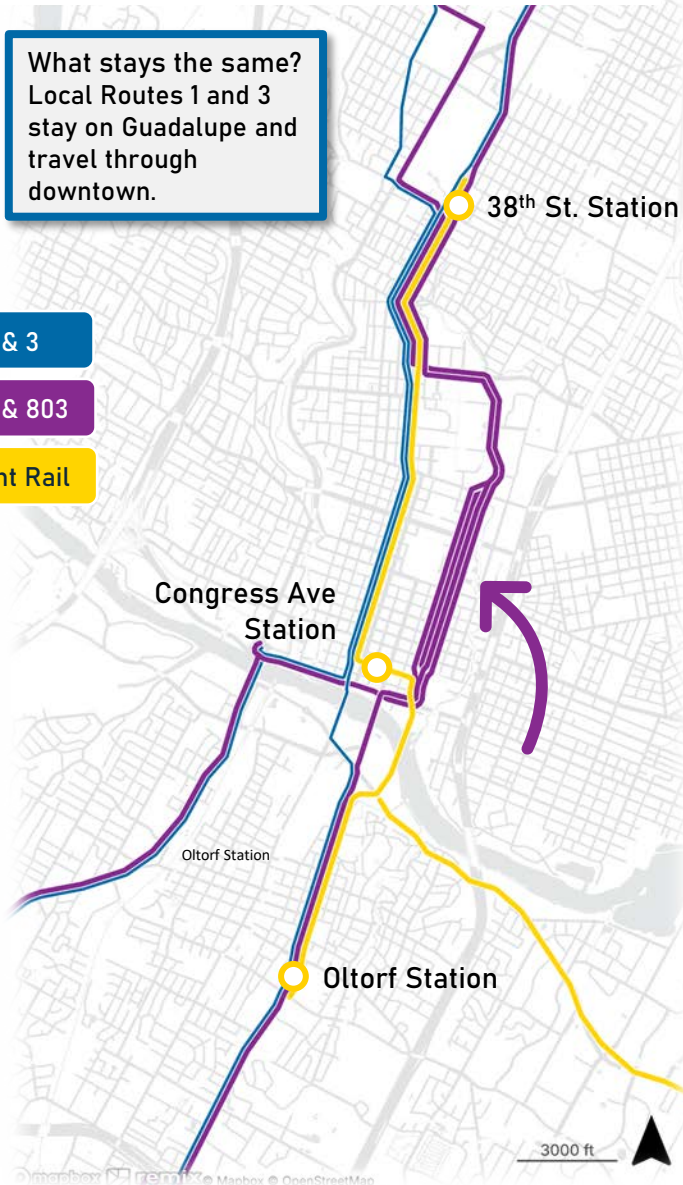 What stays the same?
Local Routes 1 and 3
stay on Guadalupe and
travel through
downtown.
38th St. Station
& 3
& 803
nt Rail
Congress Ave
Station
Oltorf Station
Oltorf Station
3000 ft
mapbox remix © Mapbox © OpenStreetMap